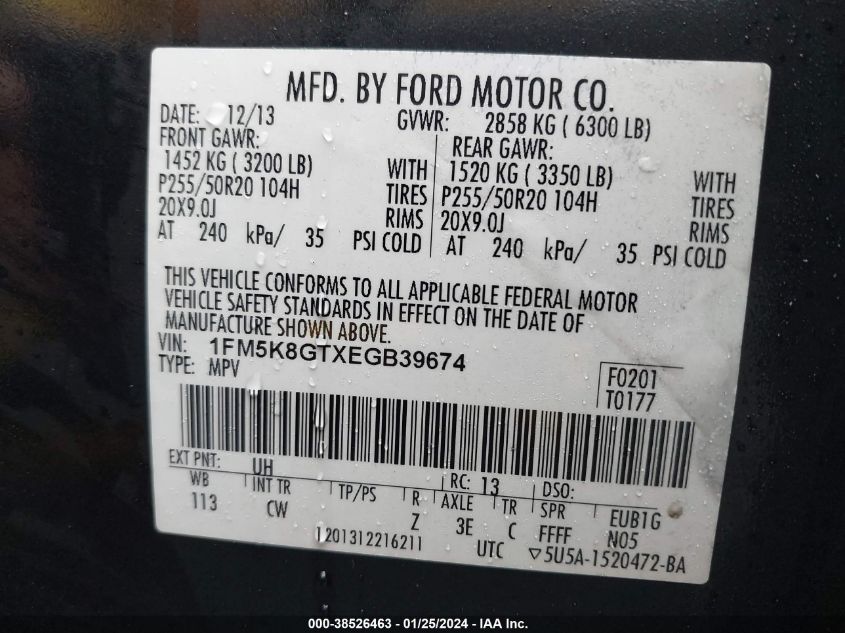 MFD. BY FORD MOTOR CO.
DATE: 12/13 GVWR: 2858 KG ( 6300 LB)
FRONT GAWR: REAR GAWR:
1452 KG ( 3200 LB) WITH 1520 KG ( 3350 LB) WITH
P255/50R20 104H TIRES P255/50R20 104H TIRES
20X9.0J RIMS 20X9.0J RIMS
AT 240 kPa/ 35 PSI COLD AT 240 kPa/ 35 PSI COLD
THIS VEHICLE CONFORMS TO ALL APPLICABLE FEDERAL MOTOR
VEHICLE SAFETY STANDARDS IN EFFECT ON THE DATE OF
MANUFACTURE SHOWN ABOVE.
VIN: 1FM5K8GTXEGB39674
TYPE: MPV
F0201
T0177
EXT PNT: UH RC: 13 DSO:
WB INT TR TP/PS R AXLE TR SPR EUB1G
113 CW Z 3E C FFFF N05
1201312216211 UTC ▽5U5A-1520472-BA
000-38526463 - 01/25/2024 - IAA Inc.